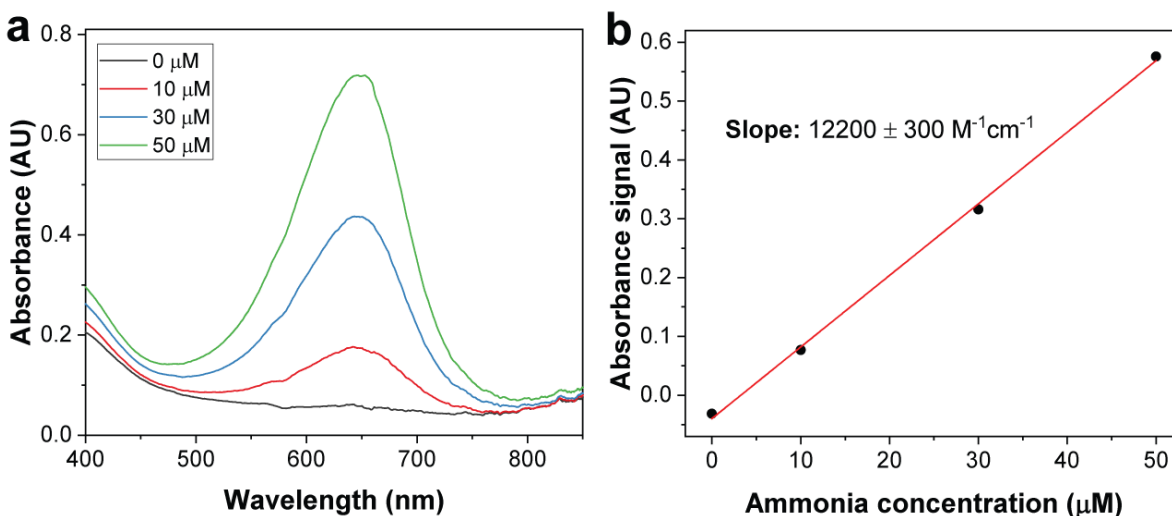 a
0.8
0.6
0.4
0.2
0.0
Absorbance (AU)
0 μM
10 μM
30 μM
50 μM
400
500
600
700
800
Wavelength (nm)
b
0.6
0.5
0.4
0.3
0.2
0.1
0.0
Absorbance signal (AU)
Slope: 12200 ± 300 M⁻¹cm⁻¹
0
10
20
30
40
50
Ammonia concentration (μM)